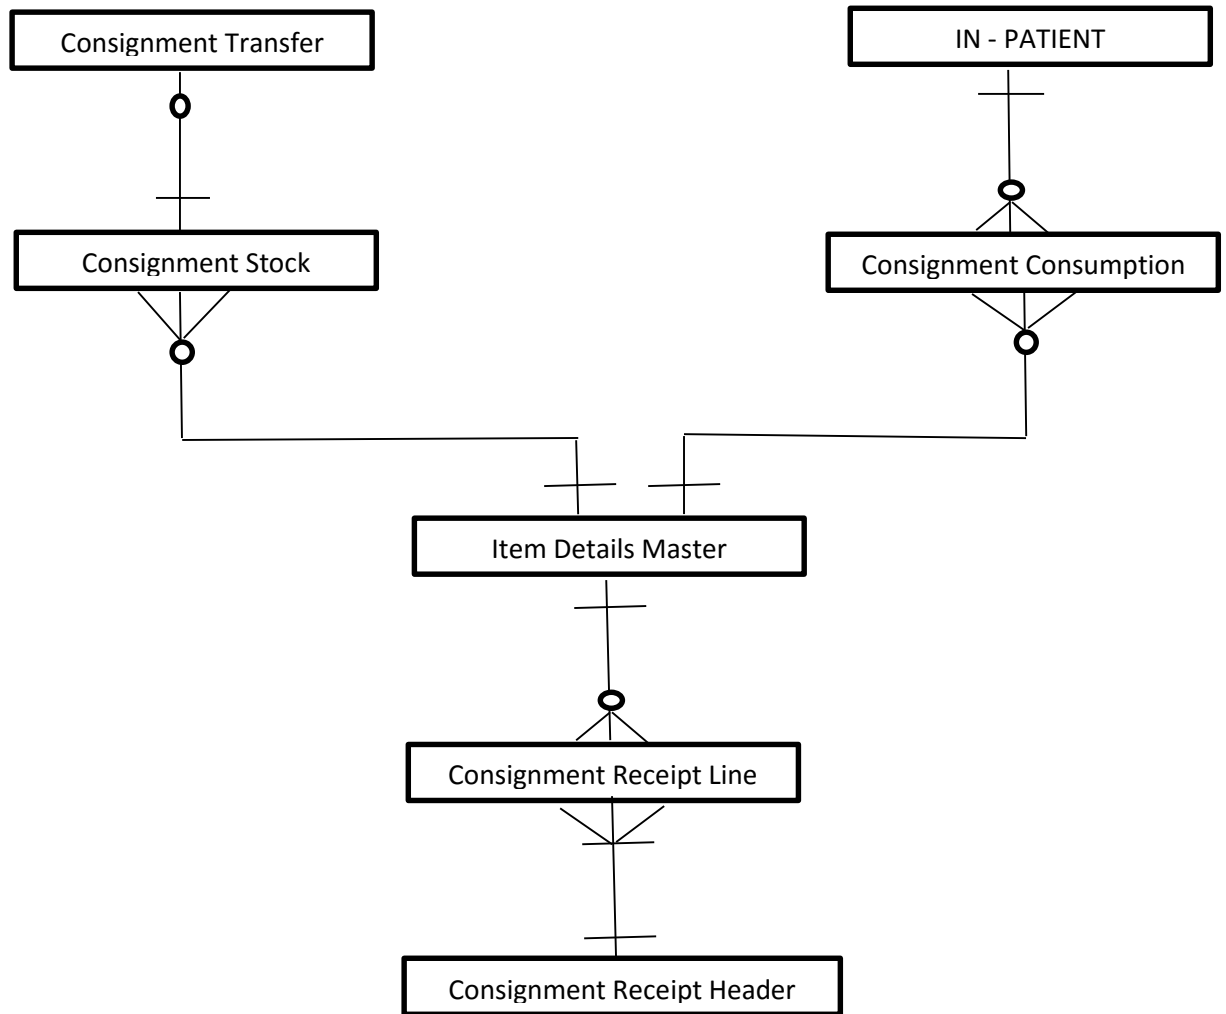 Consignment Transfer
IN - PATIENT
Consignment Stock
Consignment Consumption
Item Details Master
Consignment Receipt Line
Consignment Receipt Header